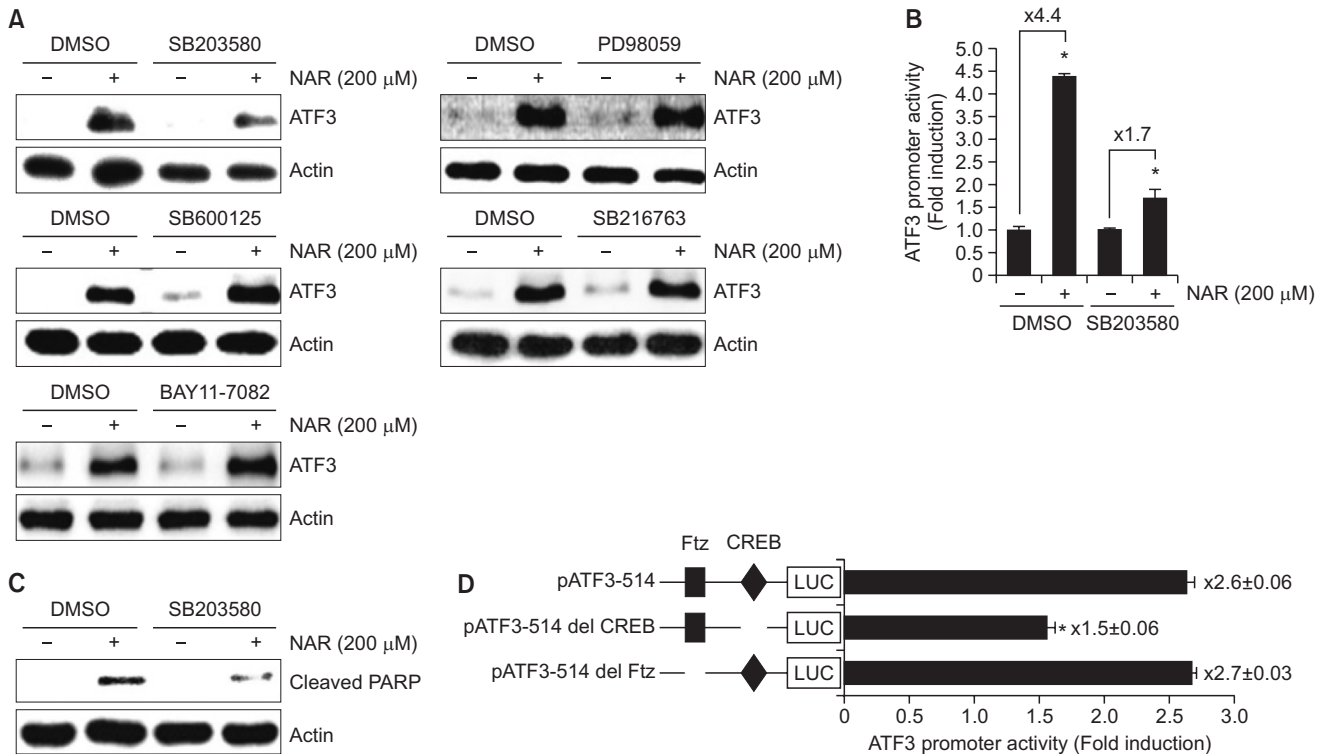 A
DMSO SB203580
– + – + NAR (200 μM)
ATF3
Actin
DMSO PD98059
– + – + NAR (200 μM)
ATF3
Actin
DMSO SB600125
– + – + NAR (200 μM)
ATF3
Actin
DMSO SB216763
– + – + NAR (200 μM)
ATF3
Actin
DMSO BAY11-7082
– + – + NAR (200 μM)
ATF3
Actin
B
x4.4
x1.7
*
*
ATF3 promoter activity
(Fold induction)
5.0
4.5
4.0
3.5
3.0
2.5
2.0
1.5
1.0
0.5
0
– + – + NAR (200 μM)
DMSO SB203580
C
DMSO SB203580
– + – + NAR (200 μM)
Cleaved PARP
Actin
D
Ftz CREB
pATF3-514 LUC x2.6±0.06
pATF3-514 del CREB LUC * x1.5±0.06
pATF3-514 del Ftz LUC x2.7±0.03
0 0.5 1.0 1.5 2.0 2.5 3.0
ATF3 promoter activity (Fold induction)